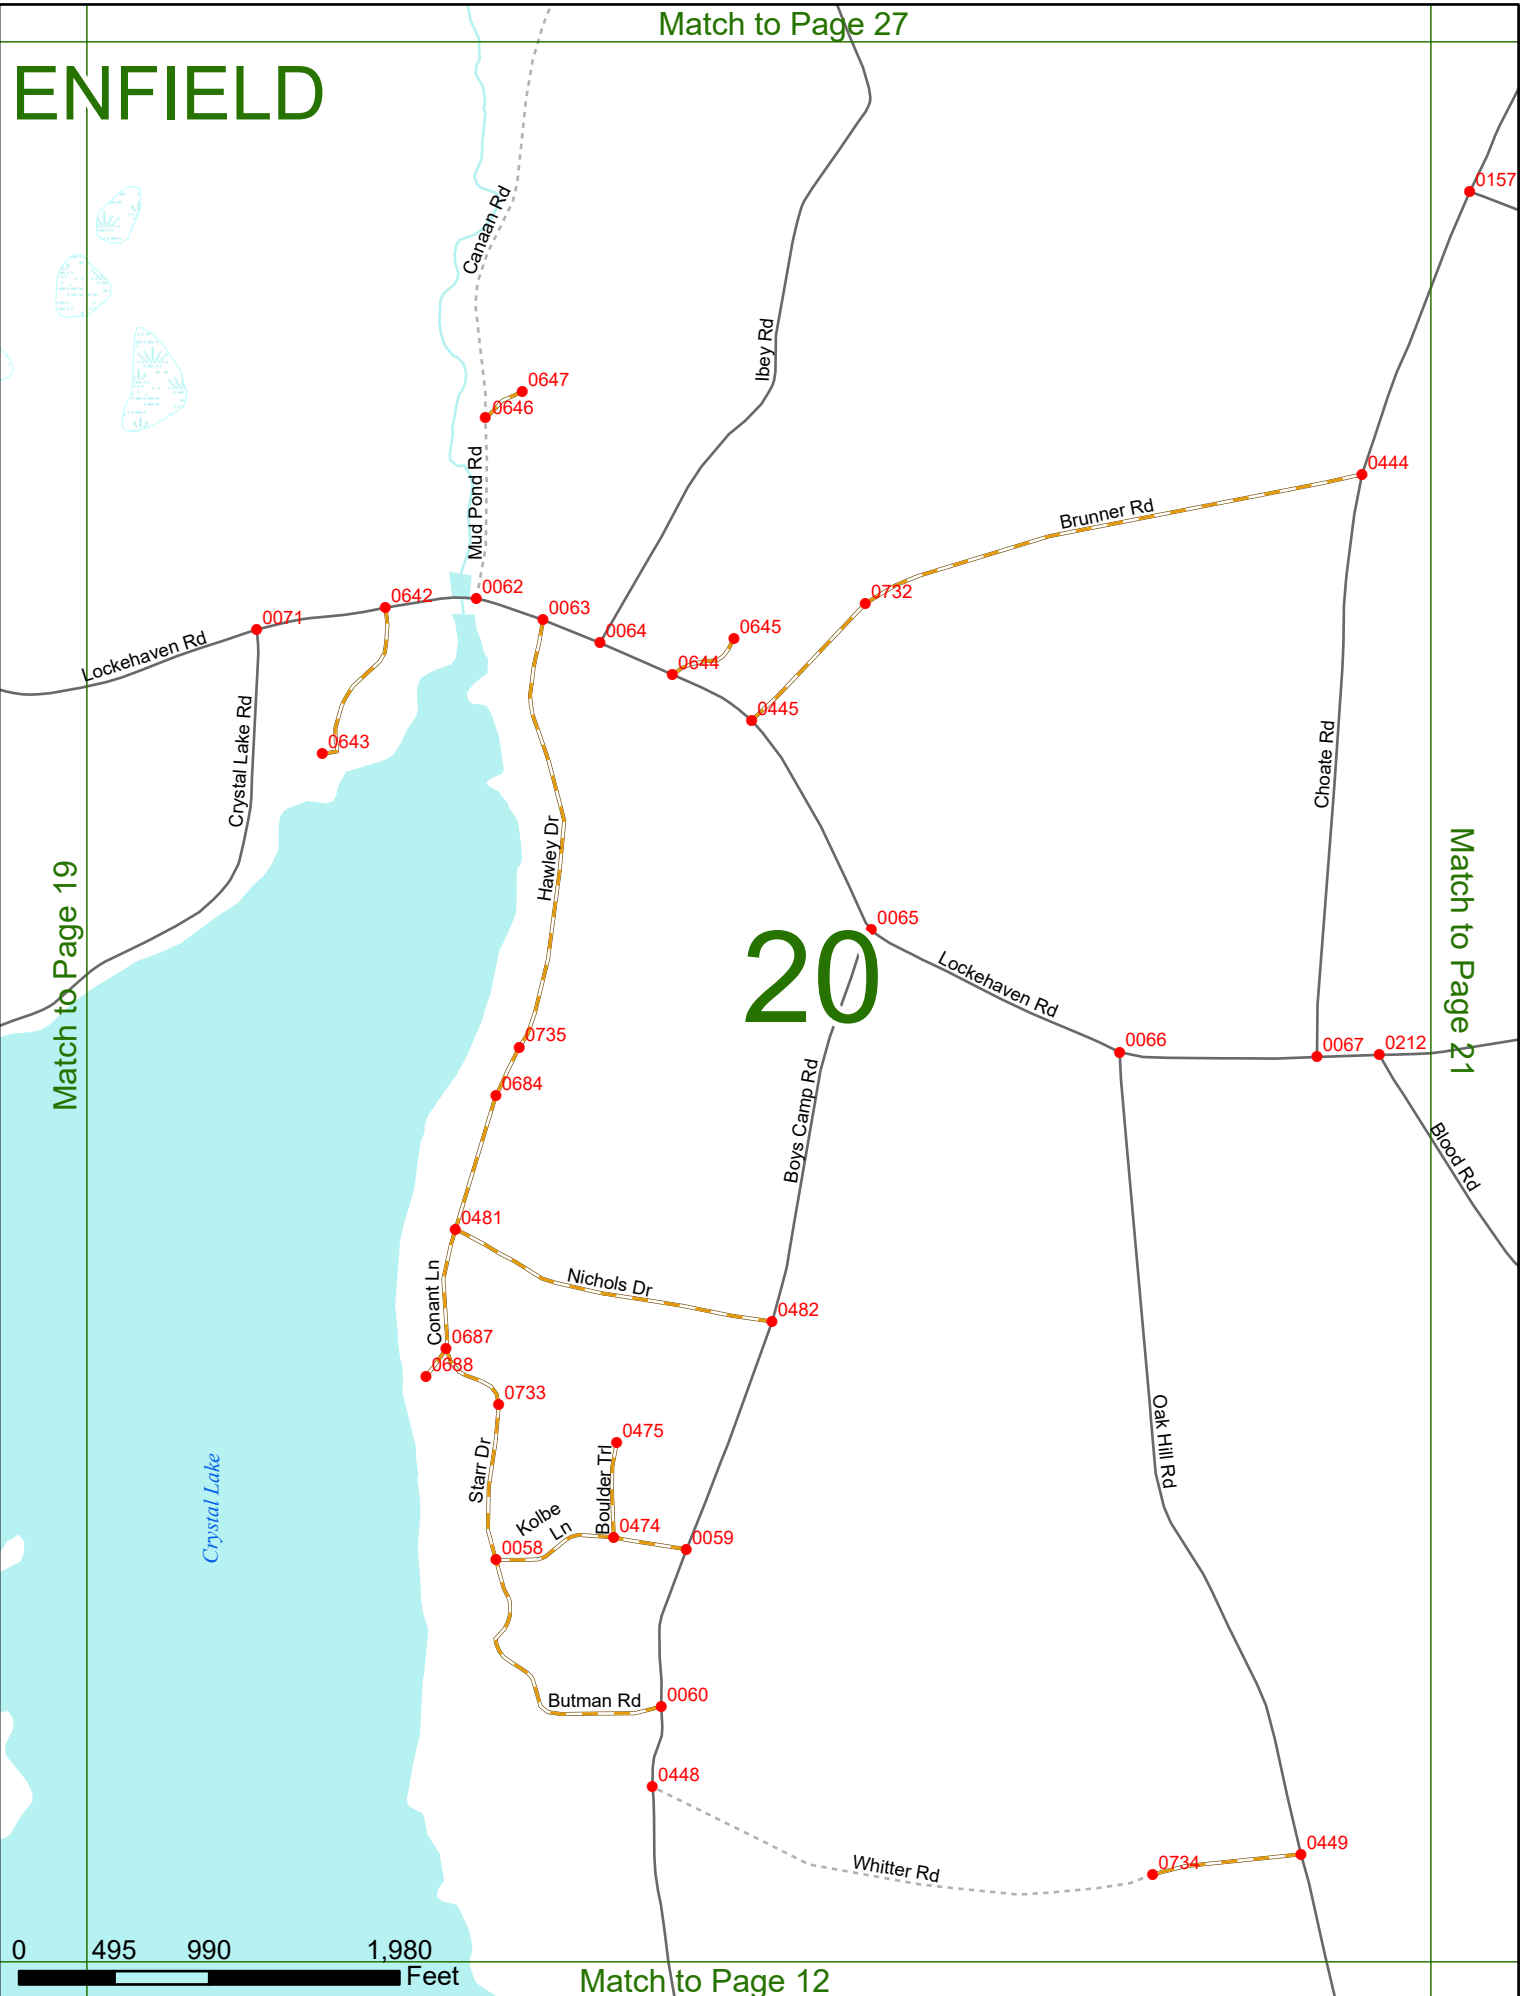 Match to Page 27
ENFIELD
0157
Canaan Rd
Ibey Rd
0647
0646
0444
Mud Pond Rd
Brunner Rd
0062
0642
0732
0063
0071
0064
0645
Lockehaven Rd
0644
0445
Crystal Lake Rd
0643
Choate Rd
Hawley Dr
Match to Page 19
Match to Page 21
0065
20
Lockehaven Rd
0735
0066
0067
0212
0684
Boys Camp Rd
Blood Rd
0481
Conant Ln
Nichols Dr
0482
0687
0688
0733
Oak Hill Rd
0475
Starr Dr
Boulder Trl
Kolbe
Ln
Crystal Lake
0474
0059
0058
Butman Rd
0060
0448
0449
Whitter Rd
0734
0 495 990 1,980
Feet
Match to Page 12